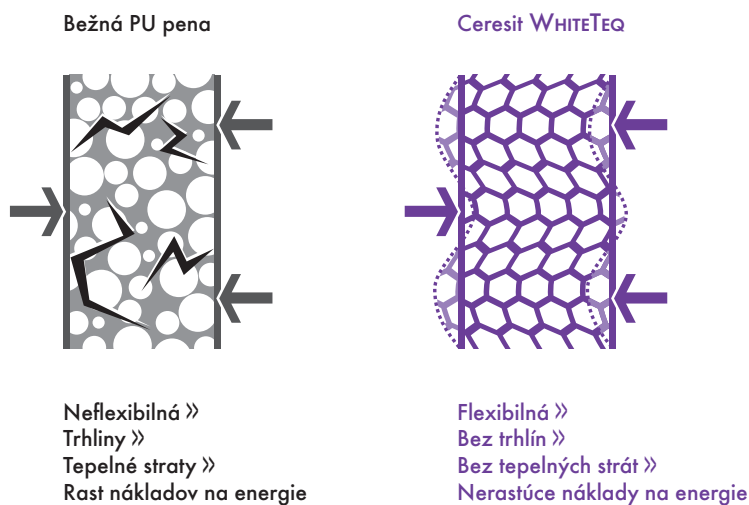 Bežná PU pena
Neflexibilná »
Trhliny »
Tepelné straty »
Rast nákladov na energie
Ceresit WhiteTeq
Flexibilná »
Bez trhlín »
Bez tepelných strát »
Nerastúce náklady na energie